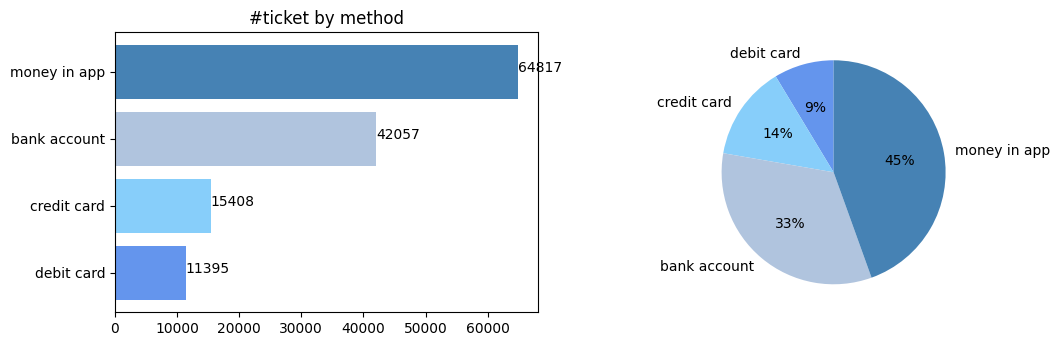 #ticket by method
money in app
64817
bank account
42057
credit card
15408
debit card
11395
0 10000 20000 30000 40000 50000 60000
debit card
9%
credit card
14%
money in app
45%
33%
bank account